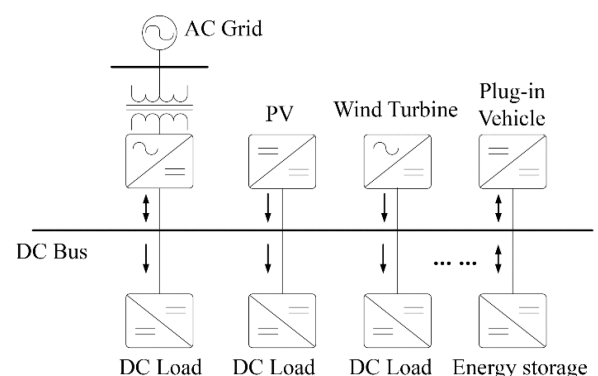 AC Grid
PV
Wind Turbine
Plug-in
Vehicle
DC Bus
... ...
DC Load
DC Load
DC Load
Energy storage